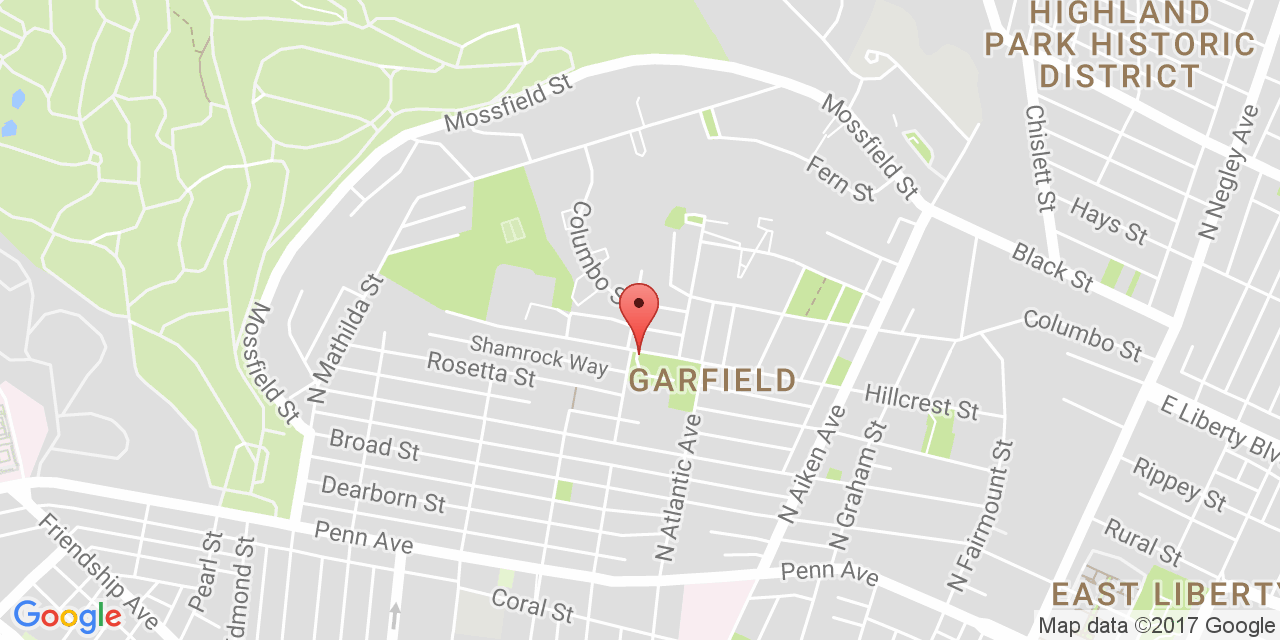 HIGHLAND
PARK HISTORIC
DISTRICT
Mossfield St
Mossfield St
Chislett St
N Negley Ave
Fern St
Hays St
Columbo S
Black St
N Mathilda St
Mossfield St
Columbo St
Shamrock Way
Rosetta St
GARFIELD
Hillcrest St
E Liberty Blv
Broad St
N Atlantic Ave
N Aiken Ave
N Graham St
N Fairmount St
Rippey St
Dearborn St
Penn Ave
Rural St
Friendship Ave
Pearl St
dmond St
Penn Ave
Coral St
EAST LIBERTY
Google
Map data ©2017 Google